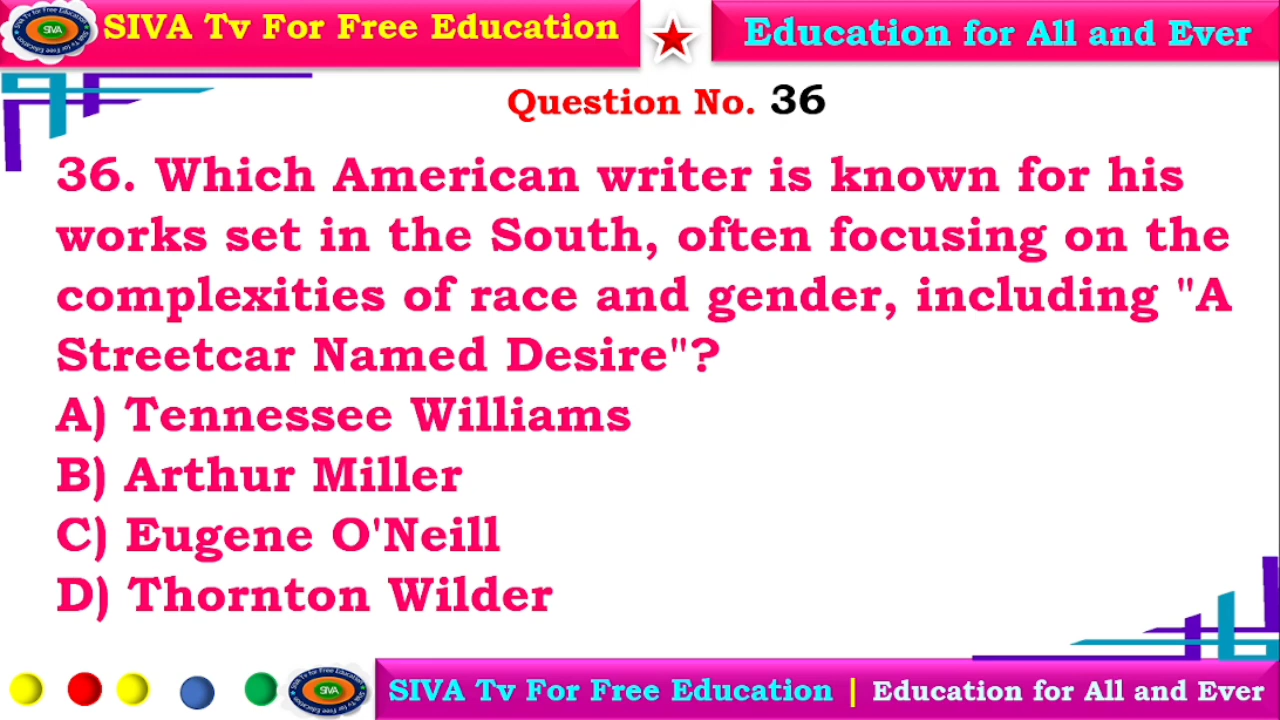 SIVA Tv For Free Education
Education for All and Ever
Question No. 36
36. Which American writer is known for his
works set in the South, often focusing on the
complexities of race and gender, including "A
Streetcar Named Desire"?
A) Tennessee Williams
B) Arthur Miller
C) Eugene O'Neill
D) Thornton Wilder
SIVA
SIVA Tv For Free Education | Education for All and Ever